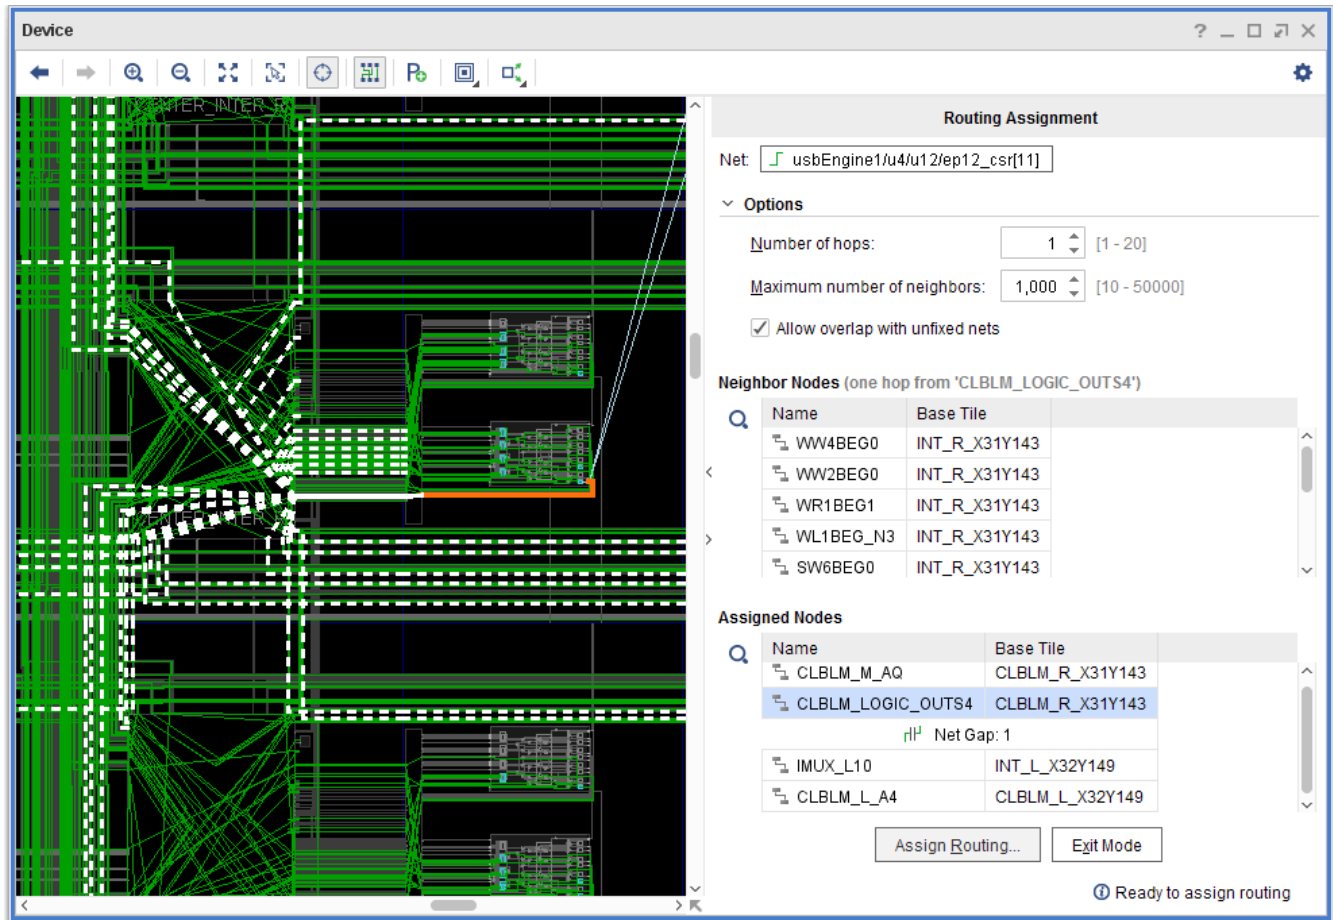 Device
CENTER_INTER_R
Routing Assignment
Net: usbEngine1/u4/u12/ep12_csr[11]
Options
Number of hops: 1 [1 - 20]
Maximum number of neighbors: 1,000 [10 - 50000]
Allow overlap with unfixed nets
Neighbor Nodes (one hop from 'CLBLM_LOGIC_OUTS4')
Name Base Tile
WW4BEG0 INT_R_X31Y143
WW2BEG0 INT_R_X31Y143
WR1BEG1 INT_R_X31Y143
WL1BEG_N3 INT_R_X31Y143
SW6BEG0 INT_R_X31Y143
Assigned Nodes
Name Base Tile
CLBLM_M_AQ CLBLM_R_X31Y143
CLBLM_LOGIC_OUTS4 CLBLM_R_X31Y143
Net Gap: 1
IMUX_L10 INT_L_X32Y149
CLBLM_L_A4 CLBLM_L_X32Y149
Assign Routing... Exit Mode
Ready to assign routing